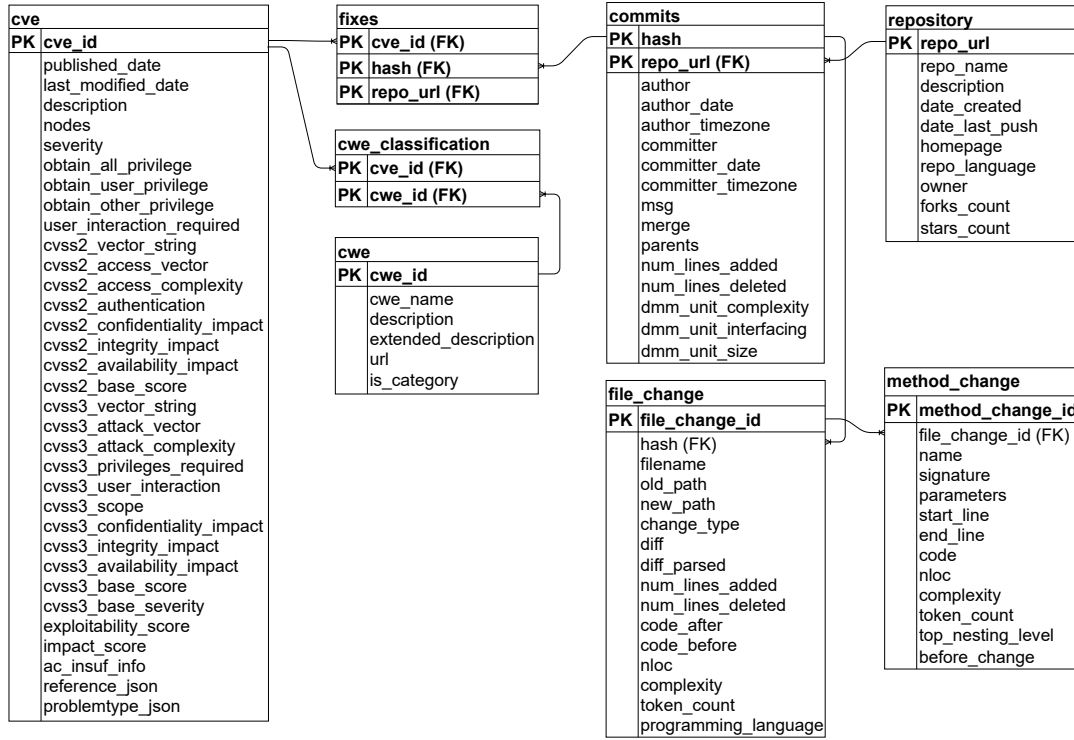 cve
PK cve_id
published_date
last_modified_date
description
nodes
severity
obtain_all_privilege
obtain_user_privilege
obtain_other_privilege
user_interaction_required
cvss2_vector_string
cvss2_access_vector
cvss2_access_complexity
cvss2_authentication
cvss2_confidentiality_impact
cvss2_integrity_impact
cvss2_availability_impact
cvss2_base_score
cvss3_vector_string
cvss3_attack_vector
cvss3_attack_complexity
cvss3_privileges_required
cvss3_user_interaction
cvss3_scope
cvss3_confidentiality_impact
cvss3_integrity_impact
cvss3_availability_impact
cvss3_base_score
cvss3_base_severity
exploitability_score
impact_score
ac_insuf_info
reference_json
problemtype_json
fixes
PK cve_id (FK)
PK hash (FK)
PK repo_url (FK)
cwe_classification
PK cve_id (FK)
PK cwe_id (FK)
cwe
PK cwe_id
cwe_name
description
extended_description
url
is_category
commits
PK hash
PK repo_url (FK)
author
author_date
author_timezone
committer
committer_date
committer_timezone
msg
merge
parents
num_lines_added
num_lines_deleted
dmm_unit_complexity
dmm_unit_interfacing
dmm_unit_size
file_change
PK file_change_id
hash (FK)
filename
old_path
new_path
change_type
diff
diff_parsed
num_lines_added
num_lines_deleted
code_after
code_before
nloc
complexity
token_count
programming_language
repository
PK repo_url
repo_name
description
date_created
date_last_push
homepage
repo_language
owner
forks_count
stars_count
method_change
PK method_change_id
file_change_id (FK)
name
signature
parameters
start_line
end_line
code
nloc
complexity
token_count
top_nesting_level
before_change